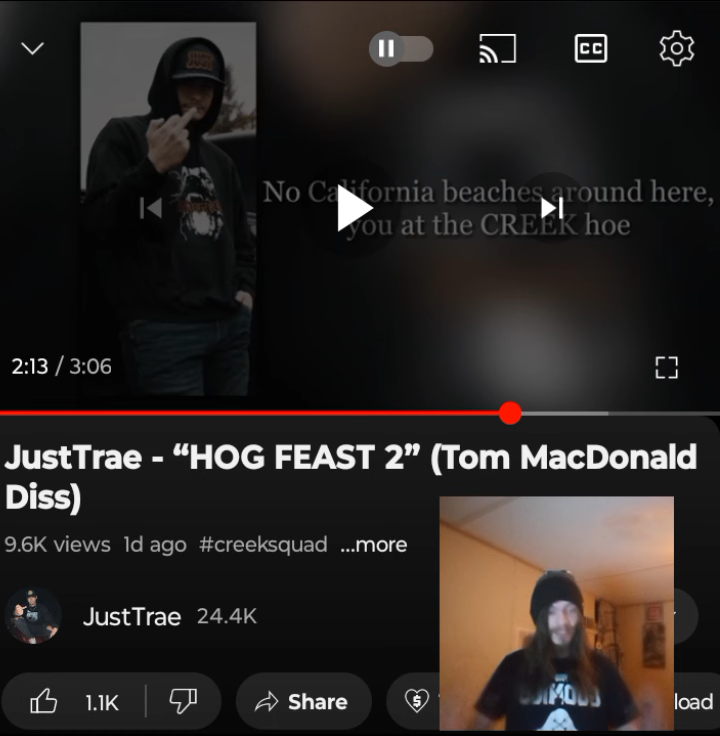 CC
No California beaches around here,
you at the CREEK hoe
2:13 / 3:06
JustTrae - “HOG FEAST 2” (Tom MacDonald
Diss)
9.6K views 1d ago #creeksquad ...more
JustTrae 24.4K
1.1K
Share
load